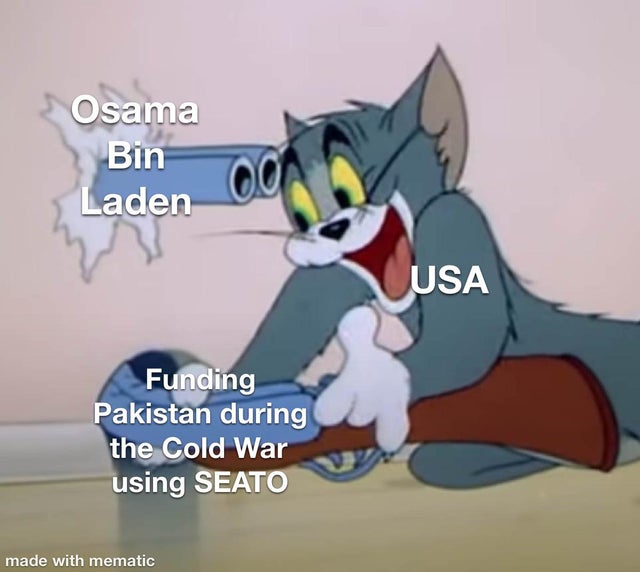 Osama
Bin
Laden
USA
Funding
Pakistan during
the Cold War
using SEATO
made with mematic